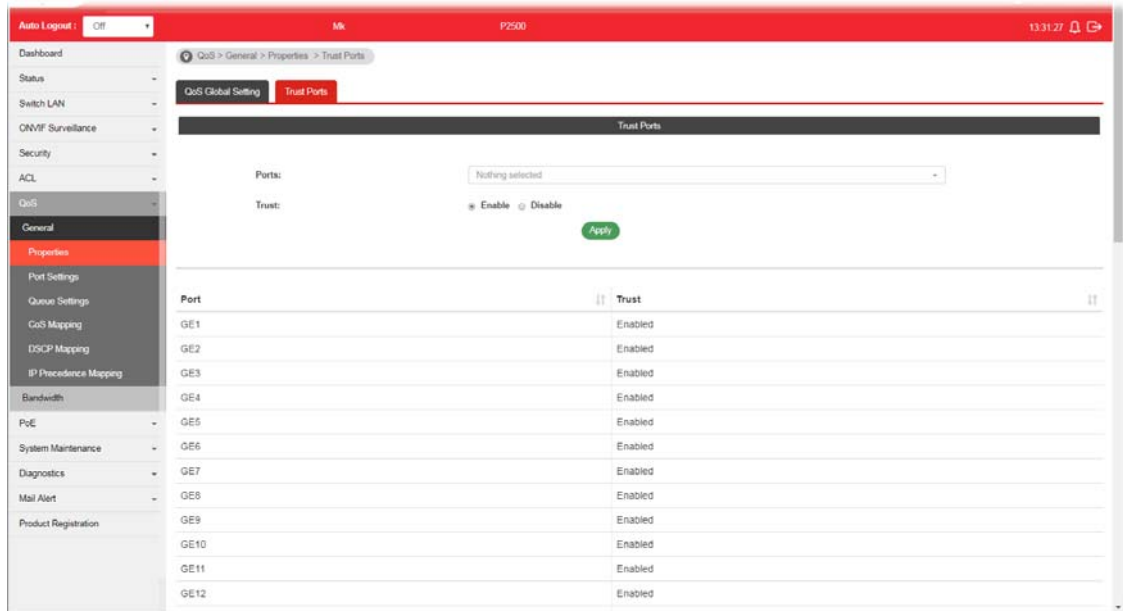 Auto Logout : Off Mk P2500 13:31:27
Dashboard
Status
Switch LAN
ONVIF Surveillance
Security
ACL
QoS
General
Properties
Port Settings
Queue Settings
CoS Mapping
DSCP Mapping
IP Precedence Mapping
Bandwidth
PoE
System Maintenance
Diagnostics
Mail Alert
Product Registration
QoS > General > Properties > Trust Ports
QoS Global Setting Trust Ports
Trust Ports
Ports: Nothing selected
Trust: Enable Disable
Apply
Port Trust
GE1 Enabled
GE2 Enabled
GE3 Enabled
GE4 Enabled
GE5 Enabled
GE6 Enabled
GE7 Enabled
GE8 Enabled
GE9 Enabled
GE10 Enabled
GE11 Enabled
GE12 Enabled